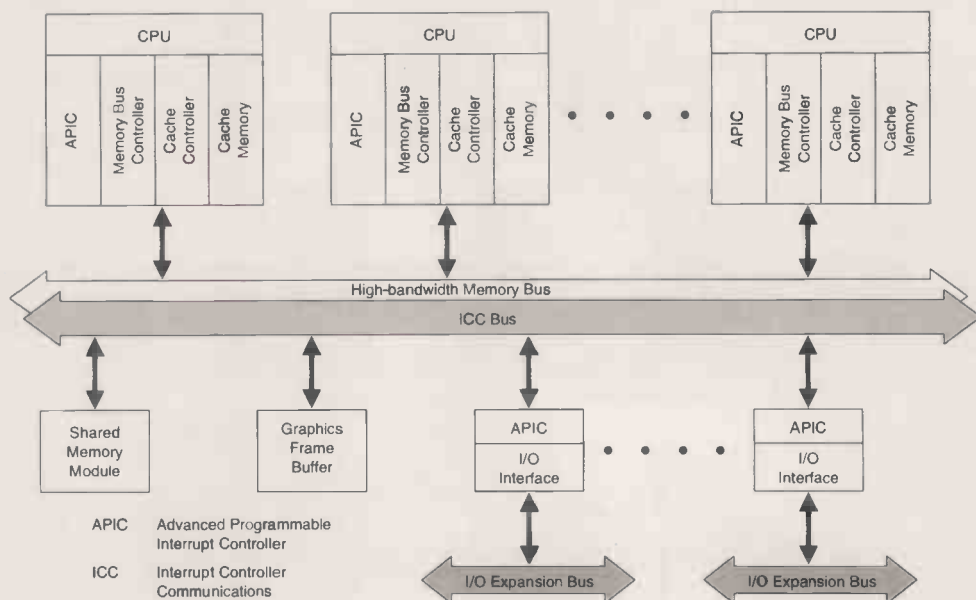 CPU
APIC
Memory Bus
Controller
Cache
Controller
Cache
Memory
CPU
APIC
Memory Bus
Controller
Cache
Controller
Cache
Memory
CPU
APIC
Memory Bus
Controller
Cache
Controller
Cache
Memory
High-bandwidth Memory Bus
ICC Bus
Shared
Memory
Module
Graphics
Frame
Buffer
APIC
I/O
Interface
APIC
I/O
Interface
APIC Advanced Programmable
Interrupt Controller
ICC Interrupt Controller
Communications
I/O Expansion Bus
I/O Expansion Bus